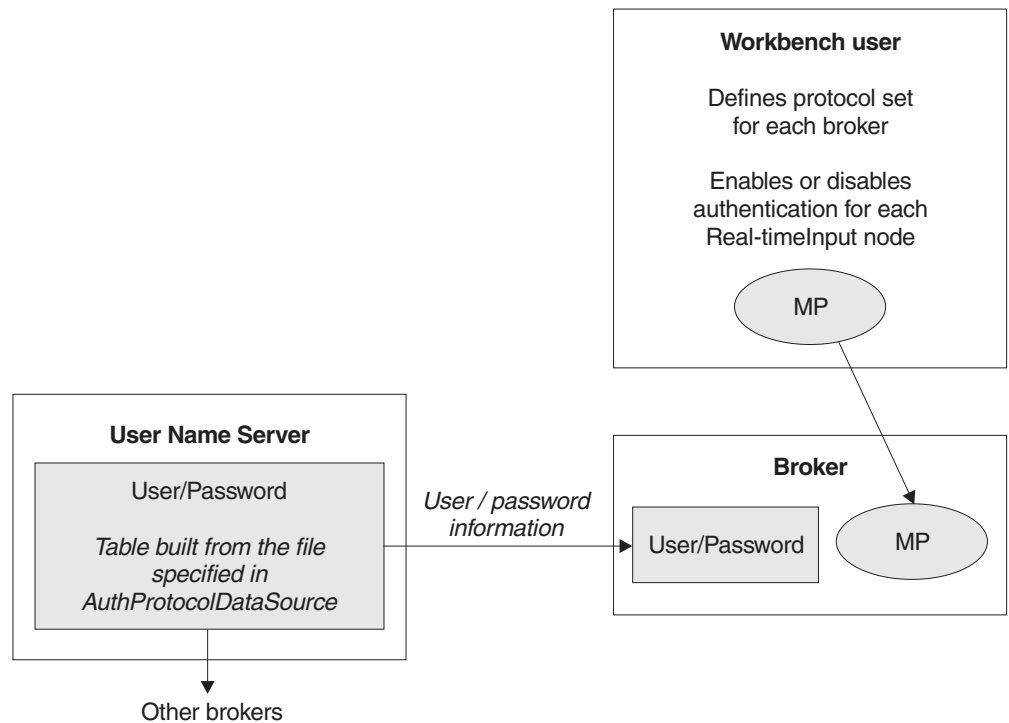 Workbench user
Defines protocol set
for each broker
Enables or disables
authentication for each
Real-timeInput node
MP
User Name Server
User/Password
Table built from the file
specified in
AuthProtocolDataSource
User / password
information
Broker
User/Password
MP
Other brokers